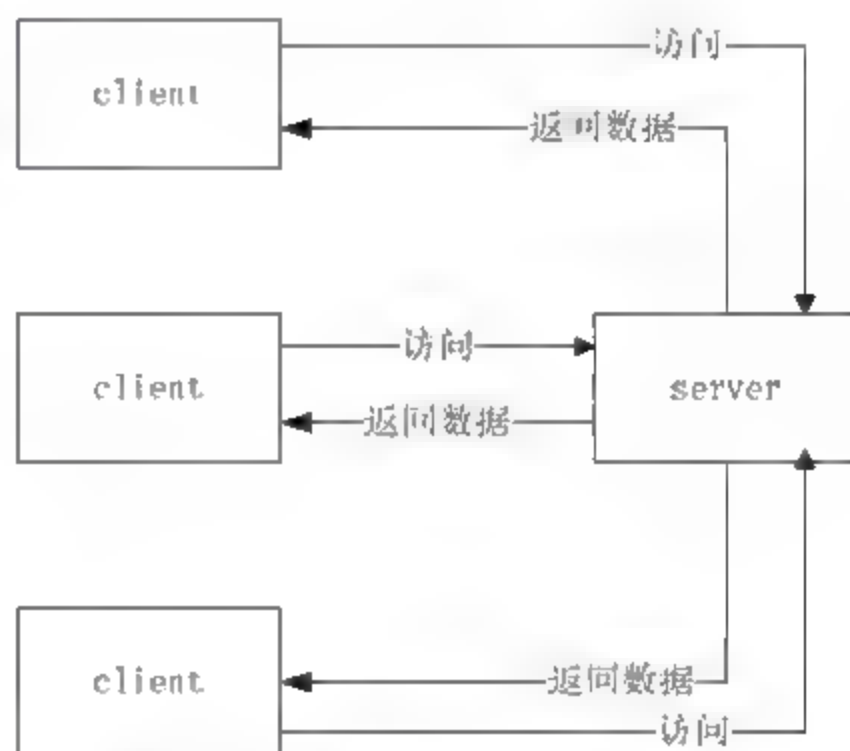 访问
client
返回数据
访问
client
server
返回数据
client
返回数据
访问